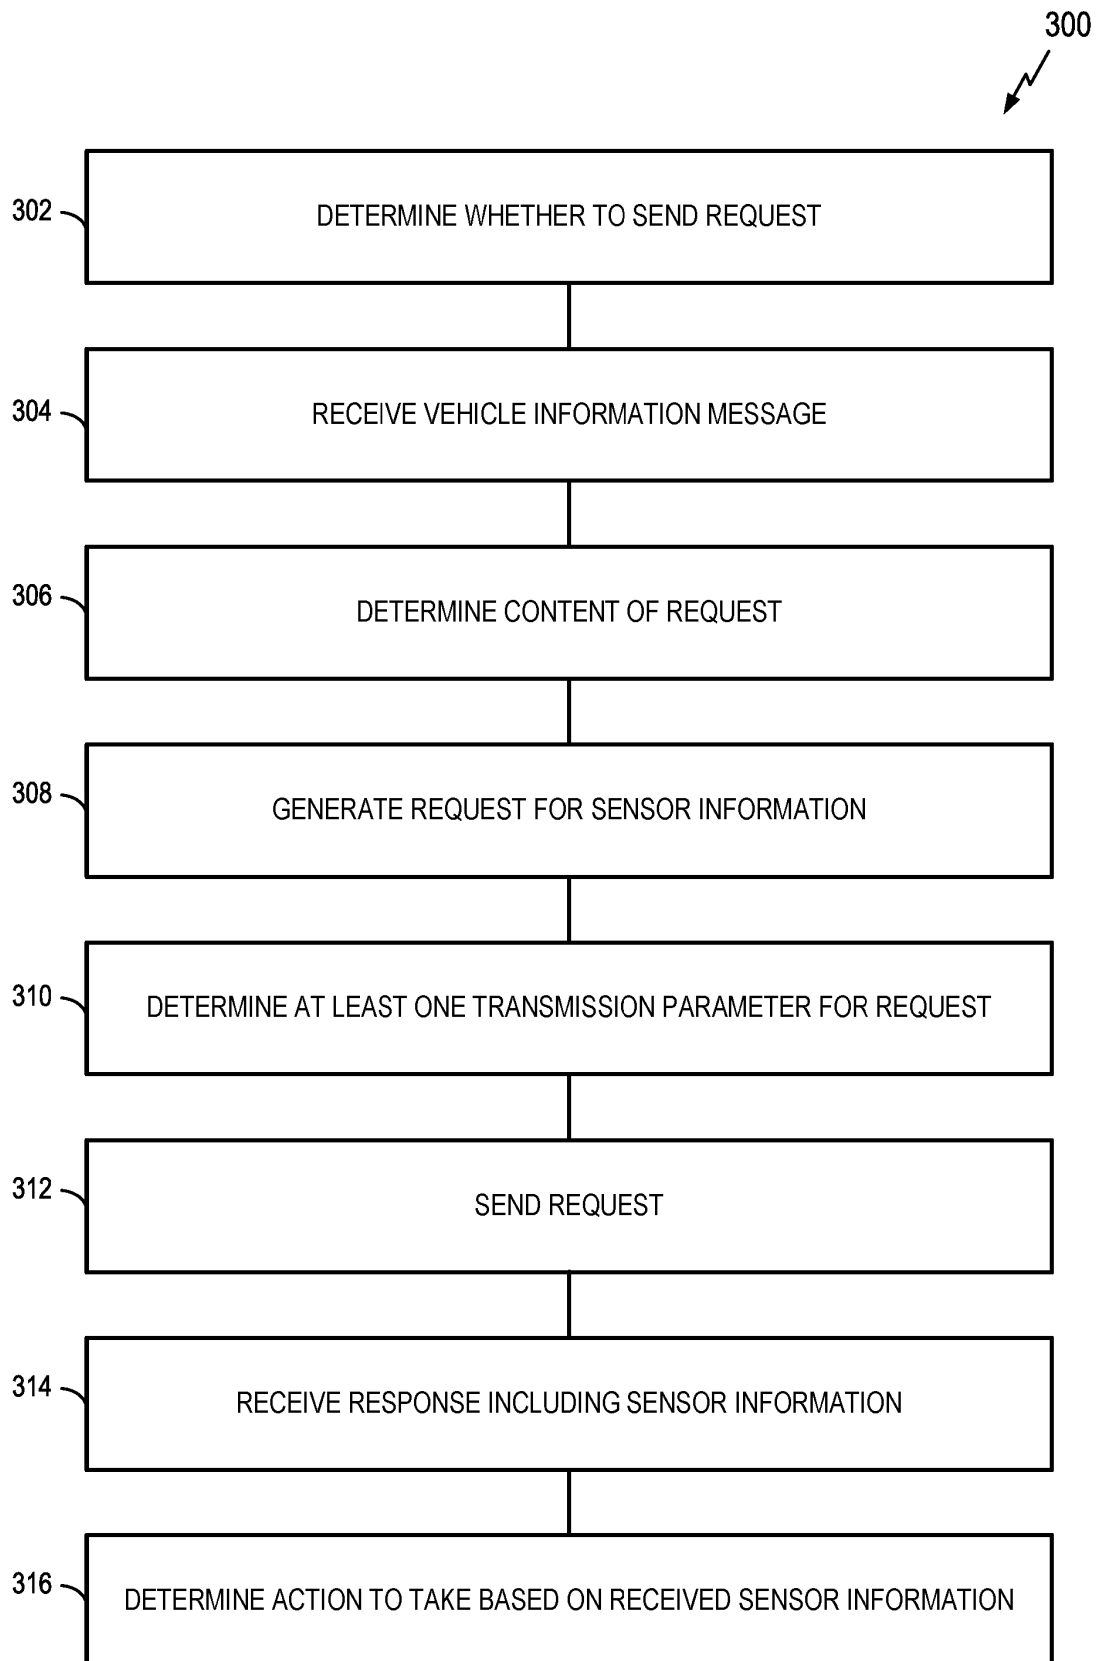 300
302 DETERMINE WHETHER TO SEND REQUEST
304 RECEIVE VEHICLE INFORMATION MESSAGE
306 DETERMINE CONTENT OF REQUEST
308 GENERATE REQUEST FOR SENSOR INFORMATION
310 DETERMINE AT LEAST ONE TRANSMISSION PARAMETER FOR REQUEST
312 SEND REQUEST
314 RECEIVE RESPONSE INCLUDING SENSOR INFORMATION
316 DETERMINE ACTION TO TAKE BASED ON RECEIVED SENSOR INFORMATION